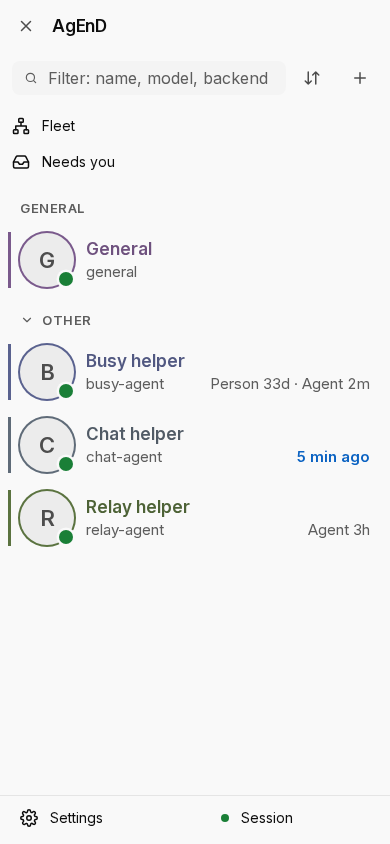 AgEnD
Filter: name, model, backend
Fleet
Needs you
GENERAL
G
General
general
OTHER
B
Busy helper
busy-agent
Person 33d · Agent 2m
C
Chat helper
chat-agent
5 min ago
R
Relay helper
relay-agent
Agent 3h
Settings
Session